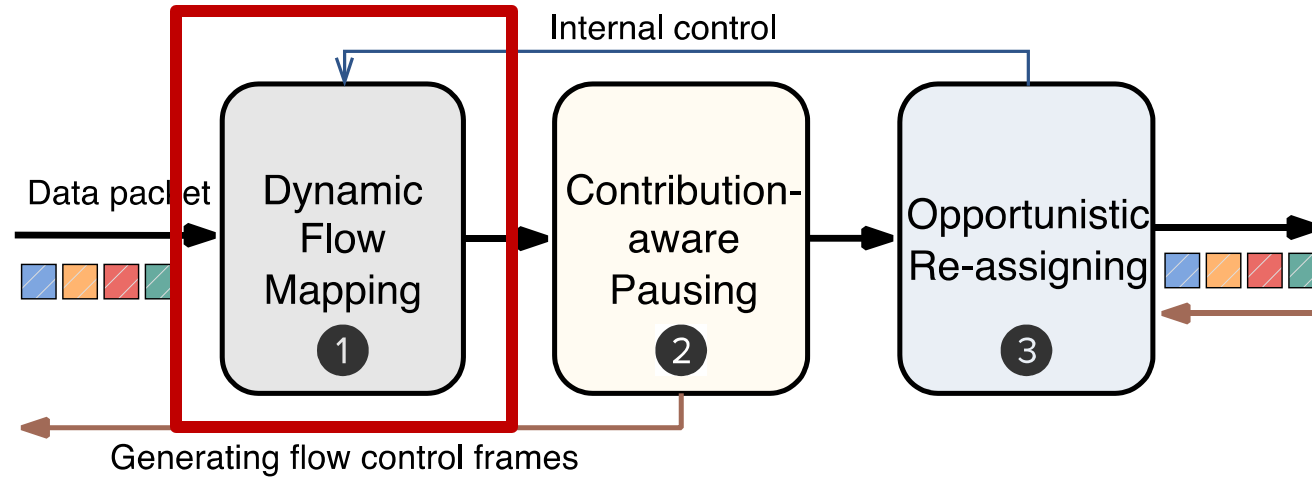 Internal control
Data packet
Dynamic
Flow
Mapping
1
Contribution-
aware
Pausing
2
Opportunistic
Re-assigning
3
Generating flow control frames